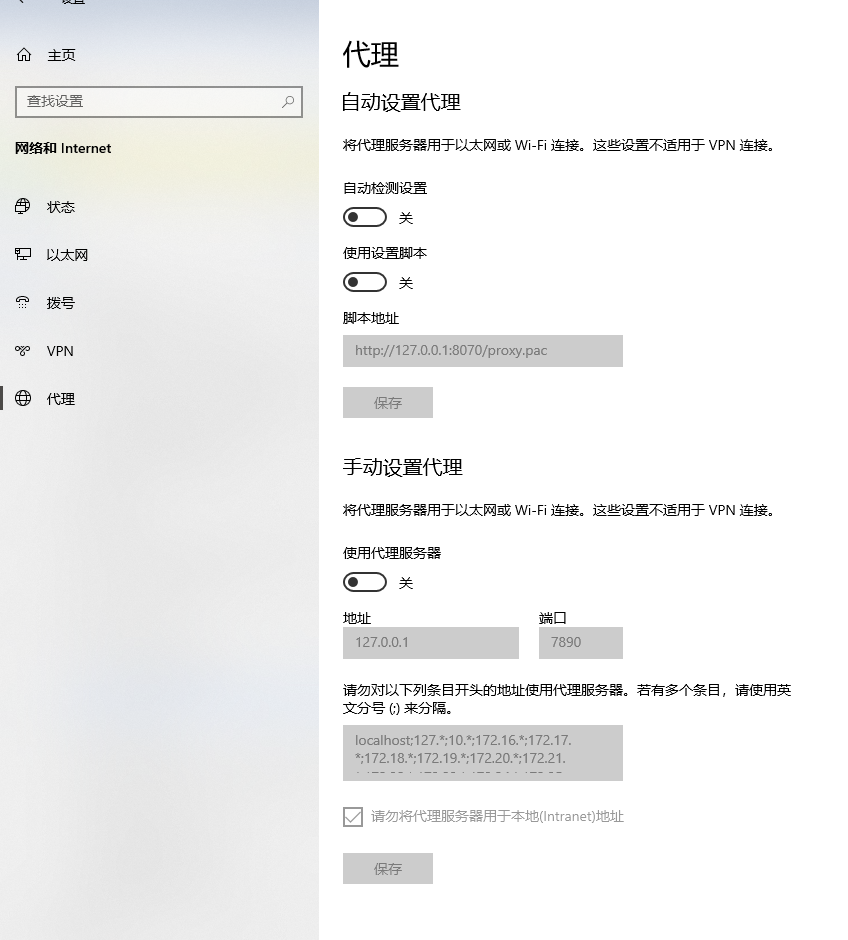 设置
主页
查找设置
网络和 Internet
状态
以太网
拨号
VPN
代理
代理
自动设置代理
将代理服务器用于以太网或 Wi-Fi 连接。这些设置不适用于 VPN 连接。
自动检测设置
关
使用设置脚本
关
脚本地址
http://127.0.0.1:8070/proxy.pac
保存
手动设置代理
将代理服务器用于以太网或 Wi-Fi 连接。这些设置不适用于 VPN 连接。
使用代理服务器
关
地址 端口
127.0.0.1 7890
请勿对以下列条目开头的地址使用代理服务器。若有多个条目，请使用英
文分号 (;) 来分隔。
localhost;127.*;10.*;172.16.*;172.17.
*;172.18.*;172.19.*;172.20.*;172.21.
请勿将代理服务器用于本地(Intranet)地址
保存